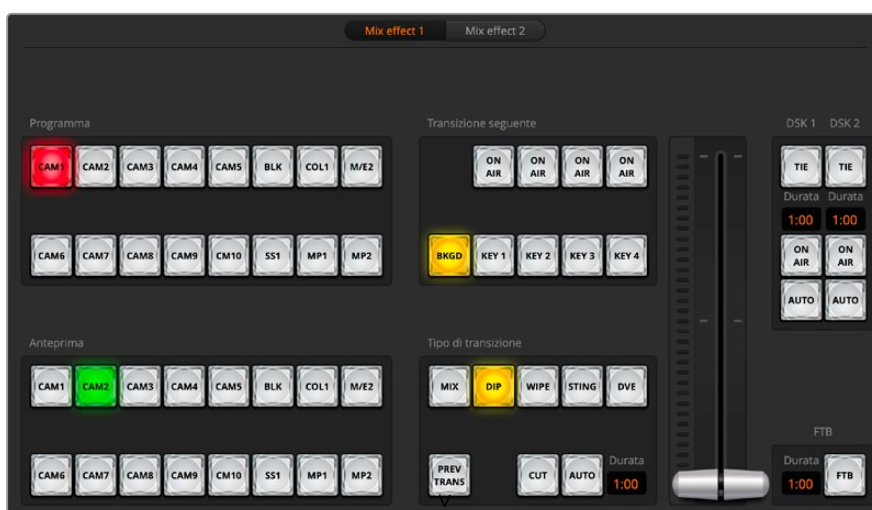 Mix effect 1 Mix effect 2
Programma Transizione seguente DSK 1 DSK 2
CAM1 CAM2 CAM3 CAM4 CAM5 BLK COL1 M/E2 ON AIR ON AIR ON AIR ON AIR TIE TIE
Durata Durata
1:00 1:00
CAM6 CAM7 CAM8 CAM9 CM10 SS1 MP1 MP2 BKGD KEY 1 KEY 2 KEY 3 KEY 4 ON AIR ON AIR
AUTO AUTO
Anteprima Tipo di transizione
CAM1 CAM2 CAM3 CAM4 CAM5 BLK COL1 M/E2 MIX DIP WIPE STING DVE
FTB
Durata Durata
CAM6 CAM7 CAM8 CAM9 CM10 SS1 MP1 MP2 PREV TRANS CUT AUTO 1:00 1:00 FTB